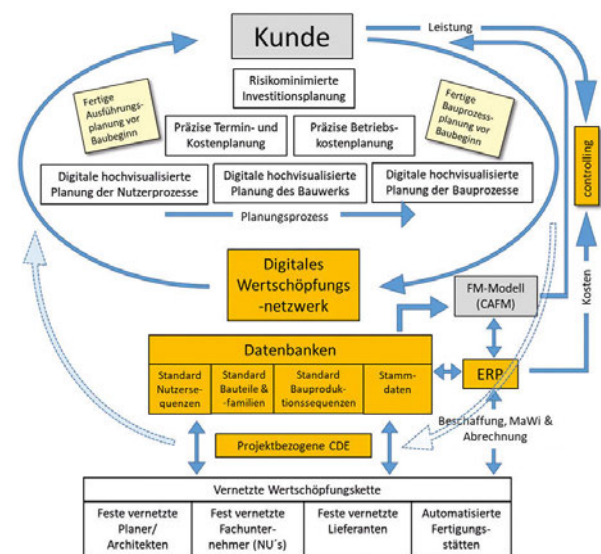 Kunde
Leistung
Risikominimierte
Investitionsplanung
Fertige
Ausführungs-
planung vor
Baubeginn
Fertige
Bauprozess-
planung vor
Baubeginn
Präzise Termin- und
Kostenplanung
Präzise Betriebs-
kostenplanung
Digitale hochvisualisierte
Planung der Nutzerprozesse
Digitale hochvisualisierte
Planung des Bauwerks
Digitale hochvisualisierte
Planung der Bauprozesse
Planungsprozess
controlling
Digitales
Wertschöpfungs
-netzwerk
FM-Modell
(CAFM)
Kosten
Datenbanken
Standard
Nutzerse-
quenzen
Standard
Bauteile &
-familien
Standard
Bauproduk-
tionssequenzen
Stamm-
daten
ERP
Beschaffung, MaWi &
Abrechnung
Projektbezogene CDE
Vernetzte Wertschöpfungskette
Feste vernetzte
Planer/
Architekten
Fest vernetzte
Fachunter-
nehmer (NU´s)
Feste vernetzte
Lieferanten
Automatisierte
Fertigungs-
stätten